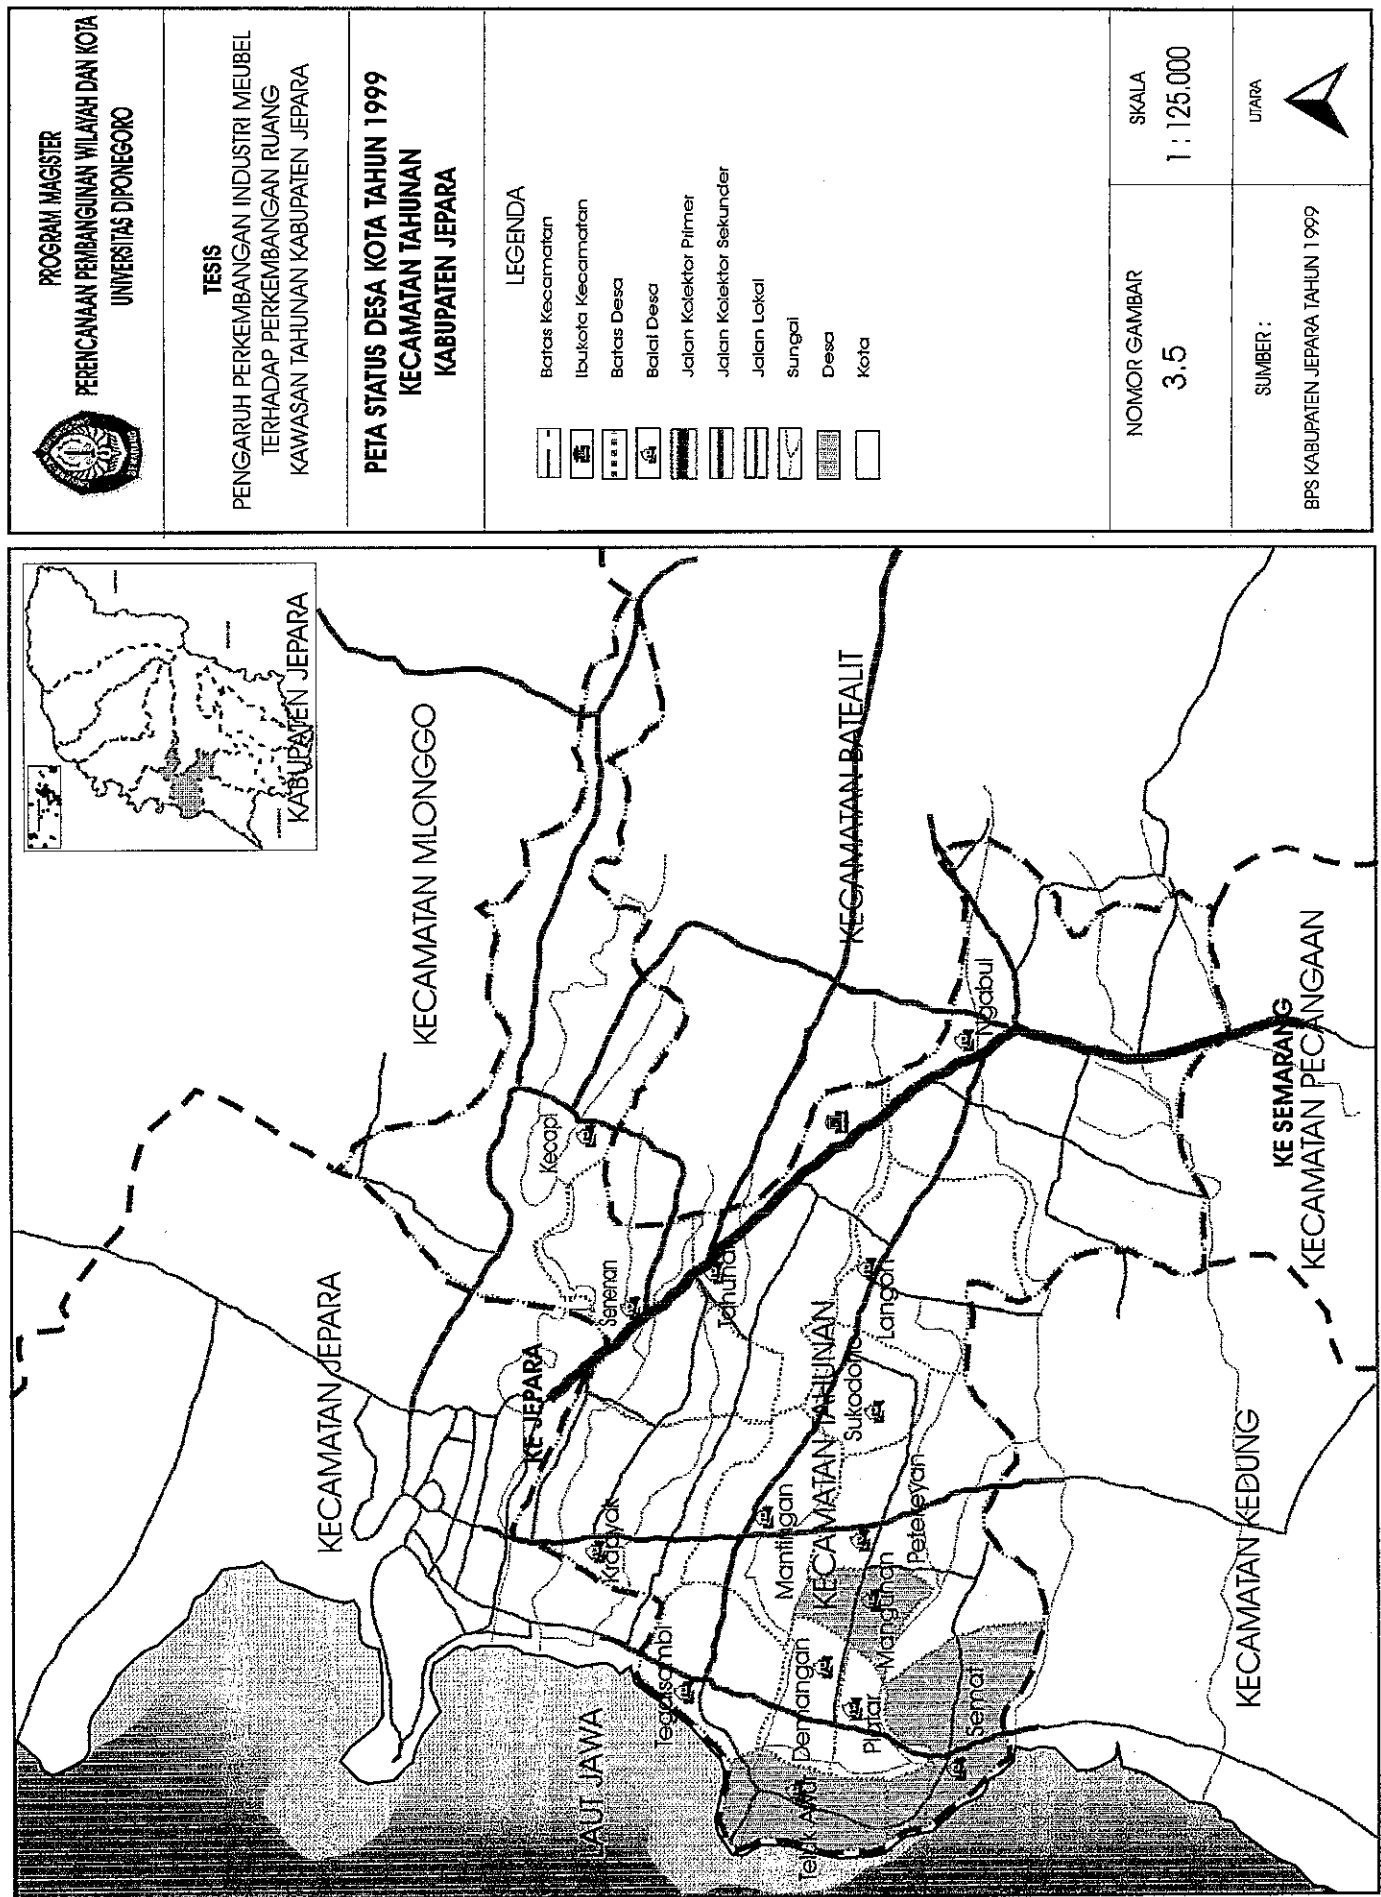 PROGRAM MAGISTER
PERENCANAAN PEMBANGUNAN WILAYAH DAN KOTA
UNIVERSITAS DIPONEGORO
TESIS
PENGARUH PERKEMBANGAN INDUSTRI MEUBEL
TERHADAP PERKEMBANGAN RUANG
KAWASAN TAHUNAN KABUPATEN JEPARA
PETA STATUS DESA KOTA TAHUN 1999
KECAMATAN TAHUNAN
KABUPATEN JEPARA
LEGENDA
Batas Kecamatan
Ibukota Kecamatan
Batas Desa
Balai Desa
Jalan Kolektor Primer
Jalan Kolektor Sekunder
Jalan Lokal
Sungai
Desa
Kota
NOMOR GAMBAR
3.5
SKALA
1 : 125.000
SUMBER :
BPS KABUPATEN JEPARA TAHUN 1999
UTARA
KABUPATEN JEPARA
KECAMATAN MLONGGO
KECAMATAN JEPARA
KECAMATAN BATEALIT
KE JEPARA
Kecapi
Senenan
Tahunan
Ngabul
Langon
Sukodono
KECAMATAN TAHUNAN
Petekeyan
Mantingan
Krapyak
Mangunan
Tegalsambi
Demangan
Platar
Semat
Teluk Awur
LAUT JAWA
KE SEMARANG
KECAMATAN PECANGAAN
KECAMATAN KEDUNG